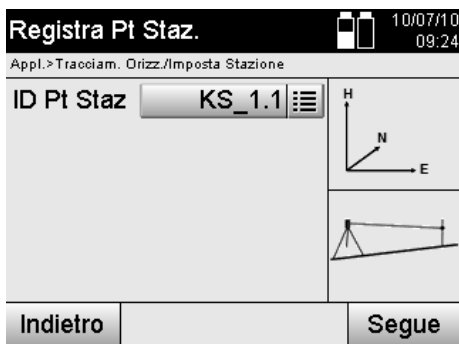 Registra Pt Staz.
10/07/10
09:24
Appl.>Tracciam. Orizz./Imposta Stazione
ID Pt Staz
KS_1.1
H
N
E
Indietro
Segue